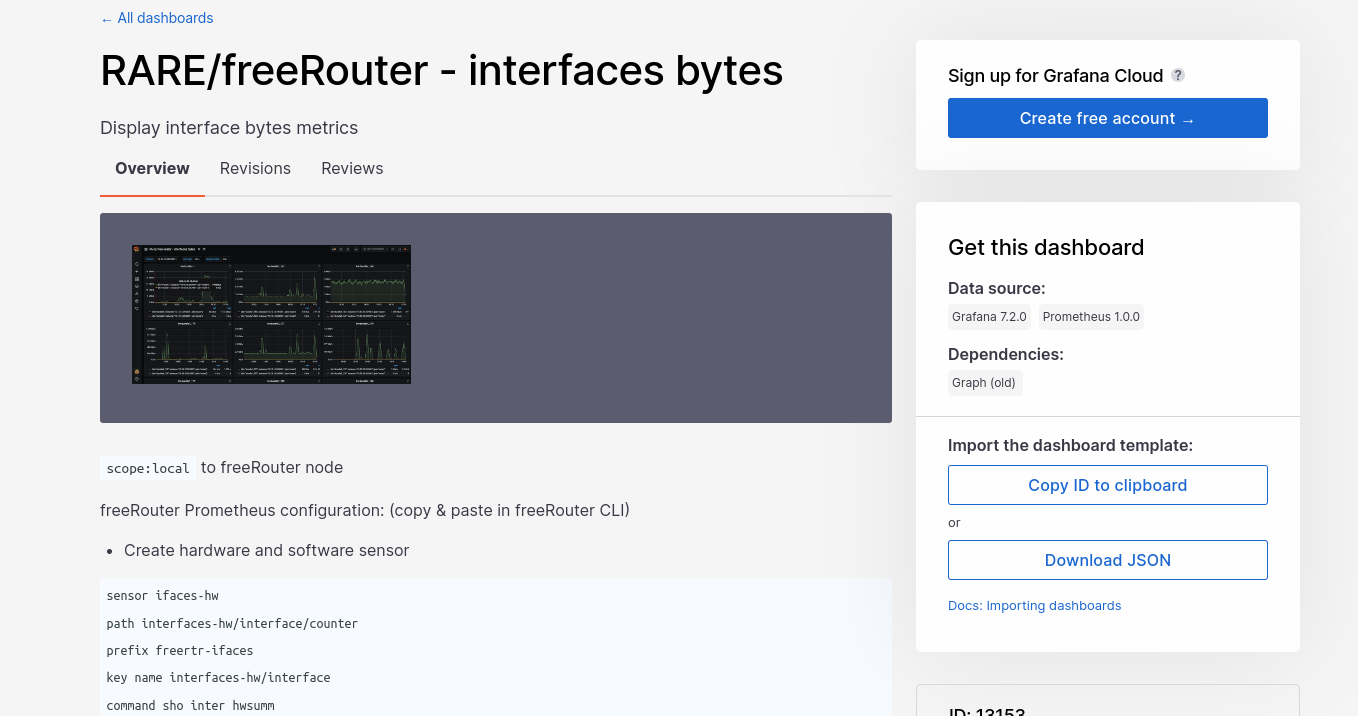 ← All dashboards
RARE/freeRouter - interfaces bytes
Display interface bytes metrics
Overview Revisions Reviews
scope:local to freeRouter node
freeRouter Prometheus configuration: (copy & paste in freeRouter CLI)
• Create hardware and software sensor
sensor ifaces-hw
path interfaces-hw/interface/counter
prefix freertr-ifaces
key name interfaces-hw/interface
command sho inter hwsumm
Sign up for Grafana Cloud ?
Create free account →
Get this dashboard
Data source:
Grafana 7.2.0 Prometheus 1.0.0
Dependencies:
Graph (old)
Import the dashboard template:
Copy ID to clipboard
or
Download JSON
Docs: Importing dashboards
ID: 13153